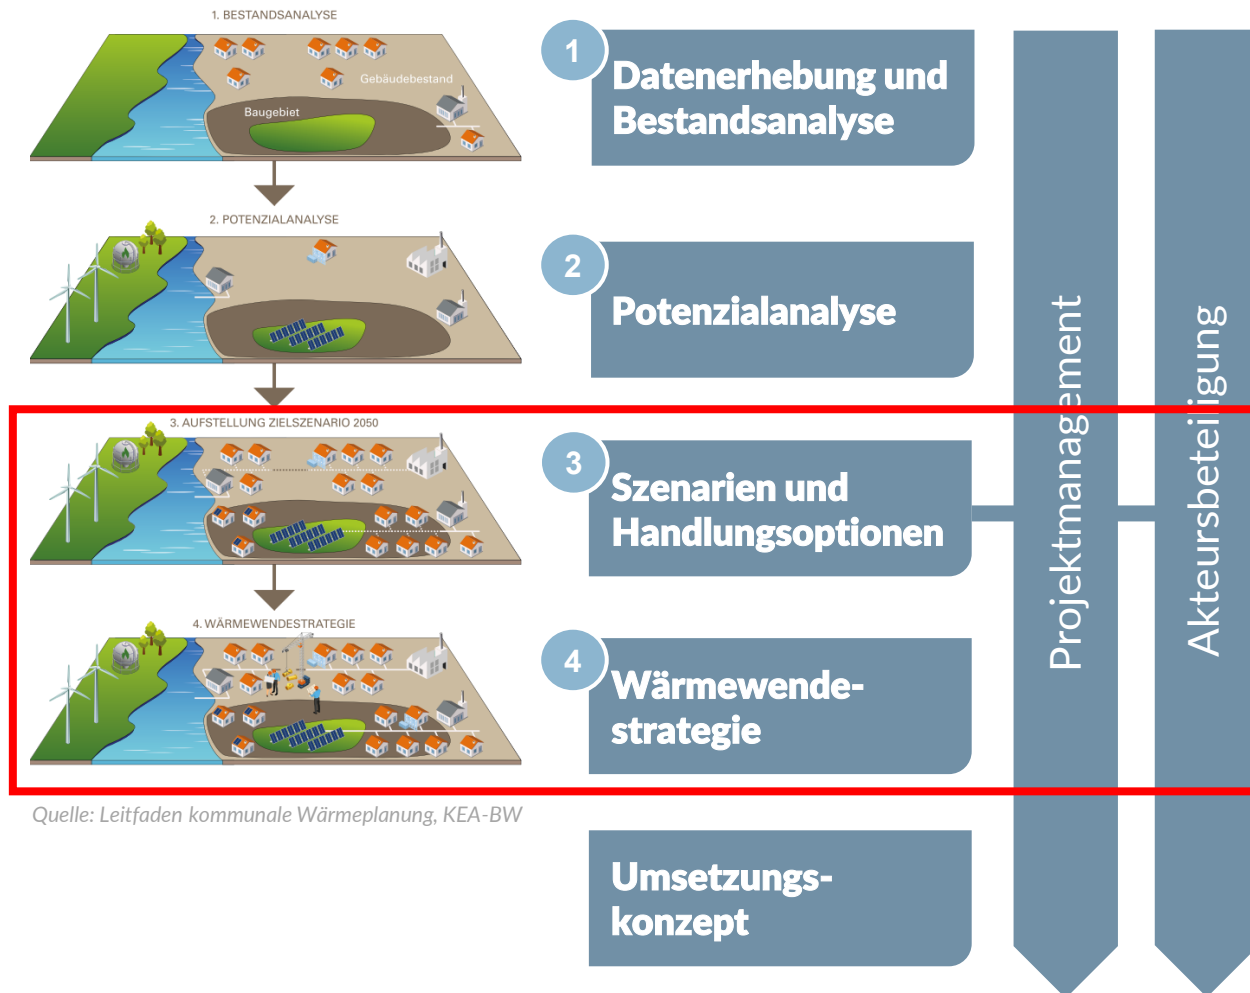 1. BESTANDSANALYSE
Gebäudebestand
Baugebiet
1
Datenerhebung und
Bestandsanalyse
2. POTENZIALANALYSE
2
Potenzialanalyse
3. AUFSTELLUNG ZIELSZENARIO 2050
3
Szenarien und
Handlungsoptionen
4. WÄRMEWENDESTRATEGIE
4
Wärmewende-
strategie
Quelle: Leitfaden kommunale Wärmeplanung, KEA-BW
Umsetzungs-
konzept
Projektmanagement
Akteursbeteiligung